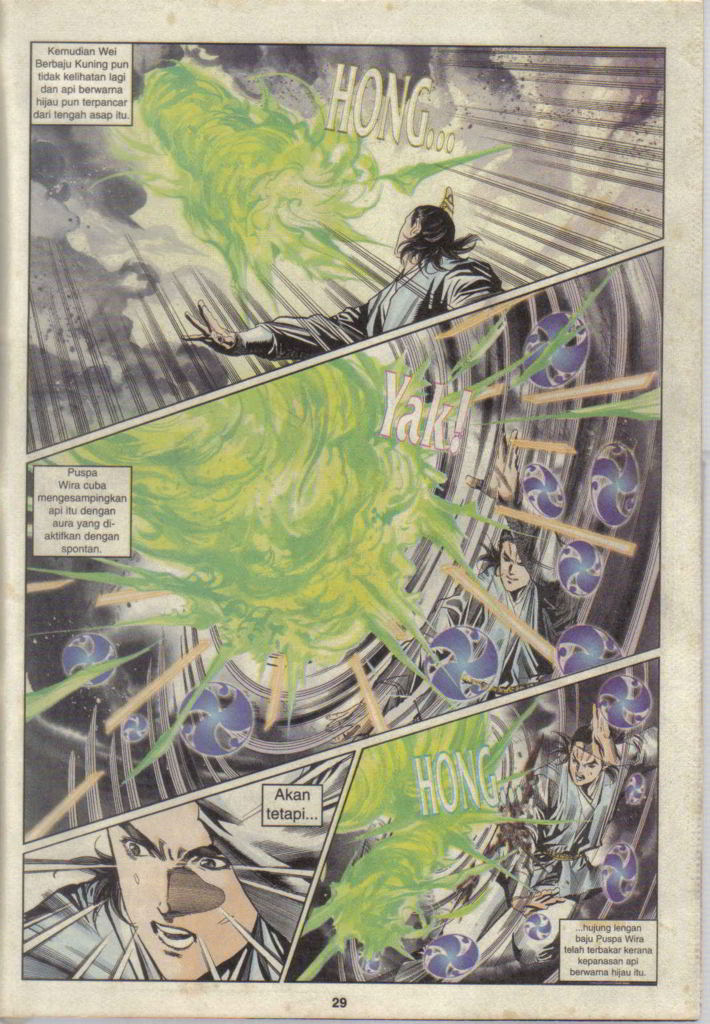 Kemudian Wei
Berbaju Kuning pun
tidak kelihatan lagi
dan api berwarna
hijau pun terpancar
dari tengah asap itu.
HONG...
Yak!
Puspa
Wira cuba
mengesampingkan
api itu dengan
aura yang di-
aktifkan dengan
spontan.
Akan
tetapi...
HONG
...hujung lengan
baju Puspa Wira
telah terbakar kerana
kepanasan api
berwarna hijau itu.
29